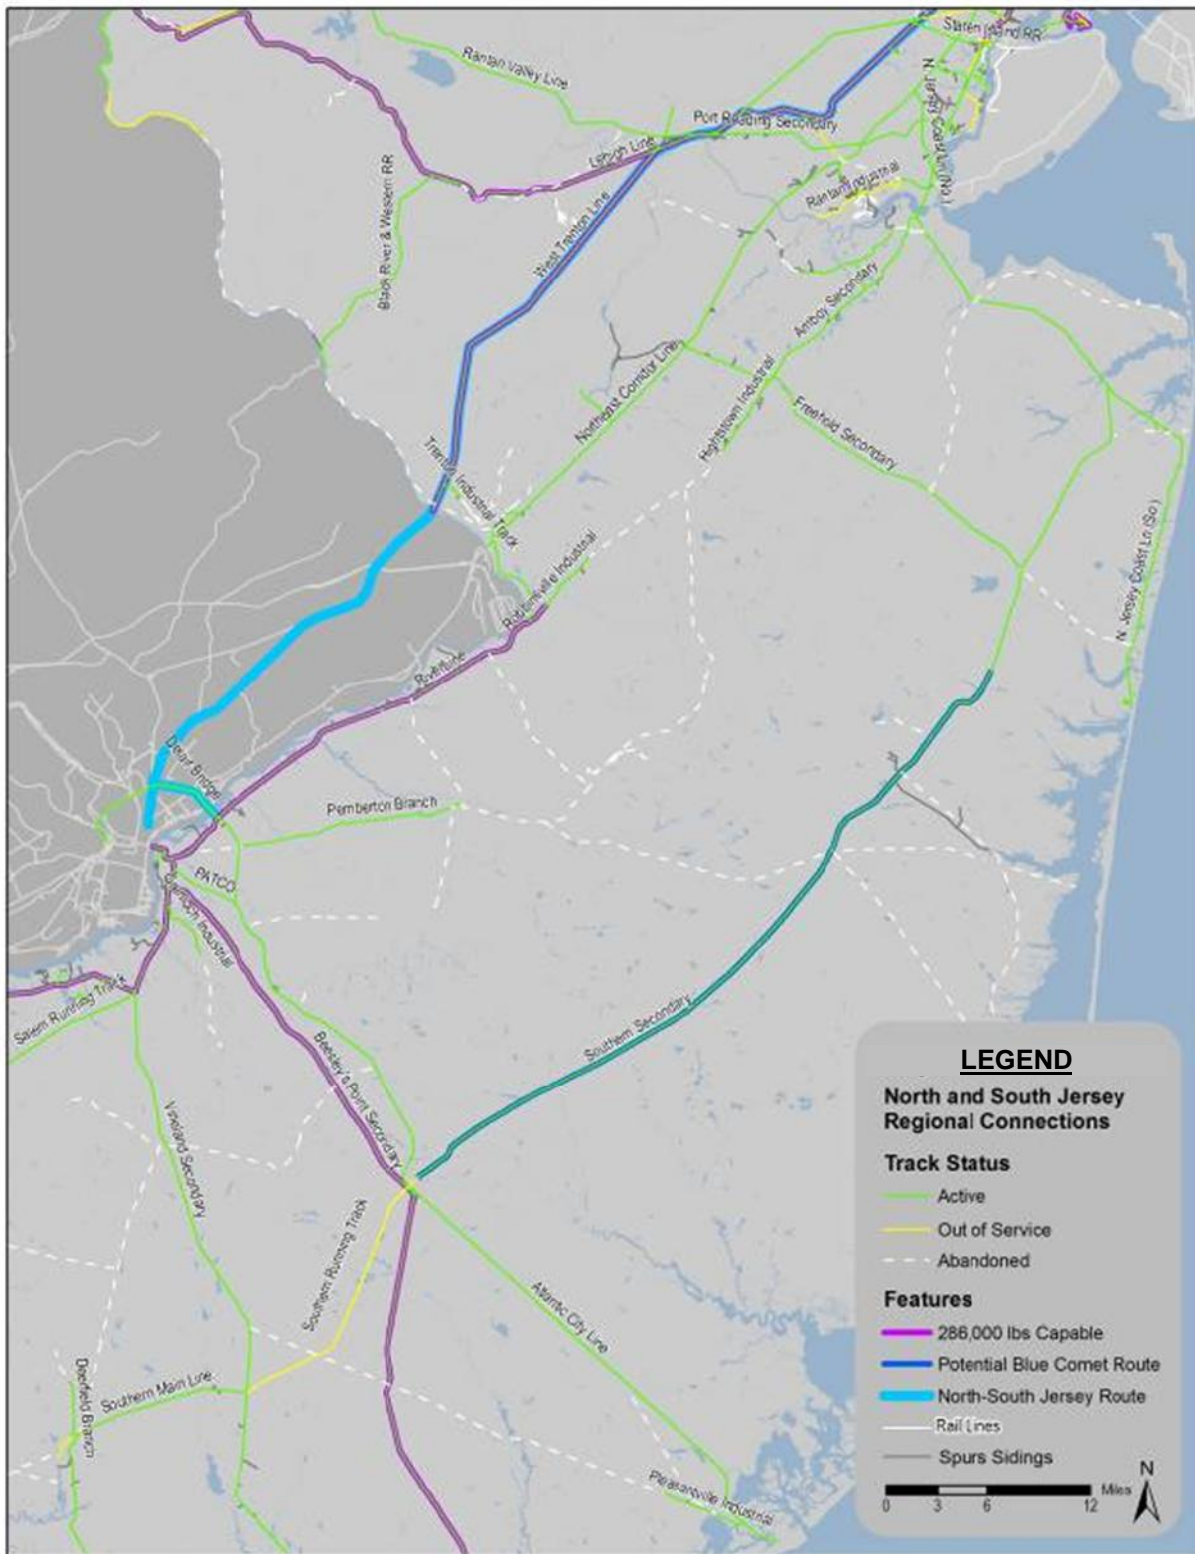 Staten Island RR
Raritan Valley Line
N. Jersey Coast Ln (No.)
Port Reading Secondary
Lehigh Line
Raritan Industrial
Black River & Western RR
West Trenton Line
Amboy Secondary
Northeast Corridor Line
Hightstown Industrial
Freehold Secondary
Trenton Industrial Track
N. Jersey Coast Ln (So.)
Robbinsville Industrial
Riverline
Delair Bridge
Pemberton Branch
PATCO
Grenloch Industrial
Salem Running Track
Southern Secondary
Beesley's Point Secondary
Vineland Secondary
Southern Running Track
Atlantic City Line
Deerfield Branch
Southern Main Line
Pleasantville Industrial
LEGEND
North and South Jersey
Regional Connections
Track Status
Active
Out of Service
Abandoned
Features
286,000 lbs Capable
Potential Blue Comet Route
North-South Jersey Route
Rail Lines
Spurs Sidings
N
Miles
0 3 6 12